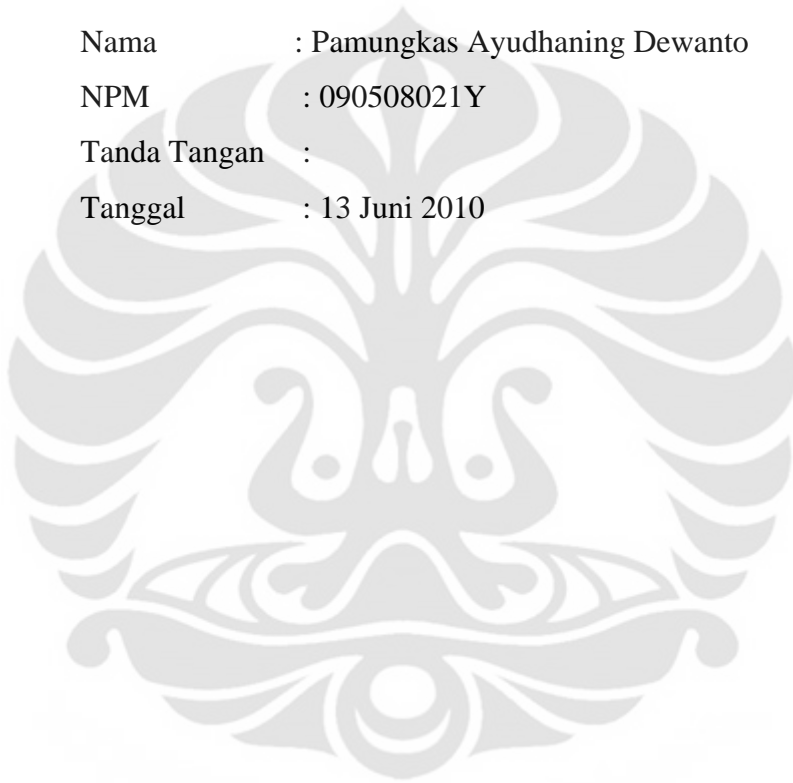 Nama : Pamungkas Ayudhaning Dewanto
NPM : 090508021Y
Tanda Tangan :
Tanggal : 13 Juni 2010